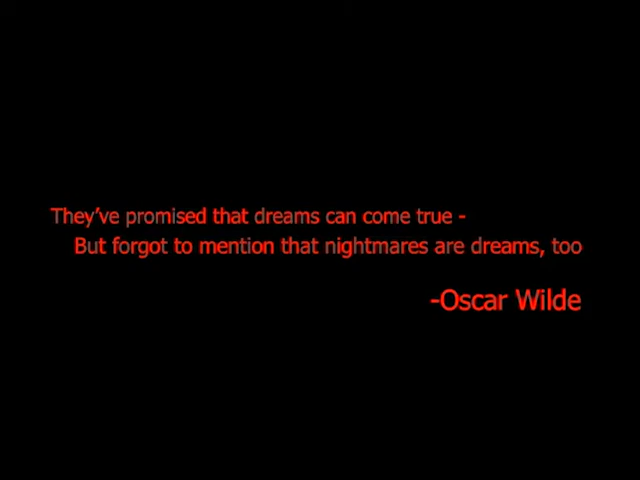 They’ve promised that dreams can come true -
But forgot to mention that nightmares are dreams, too
-Oscar Wilde